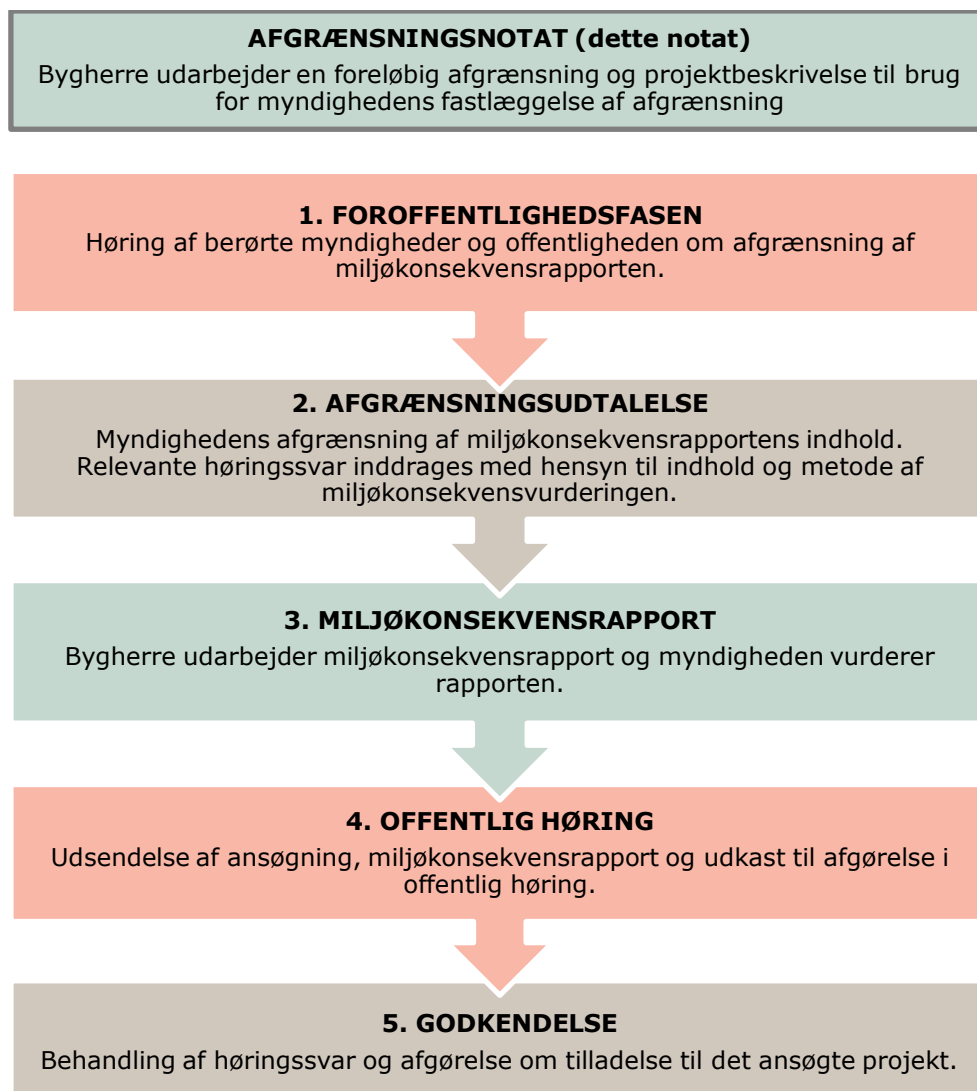 AFGRÆNSNINGSNOTAT (dette notat)
Bygherre udarbejder en foreløbig afgrænsning og projektbeskrivelse til brug
for myndighedens fastlæggelse af afgrænsning
1. FOROFFENTLIGHEDSFASEN
Høring af berørte myndigheder og offentligheden om afgrænsning af
miljøkonsekvensrapporten.
2. AFGRÆNSNINGSUDTALELSE
Myndighedens afgrænsning af miljøkonsekvensrapportens indhold.
Relevante høringssvar inddrages med hensyn til indhold og metode af
miljøkonsekvensvurderingen.
3. MILJØKONSEKVENSRAPPORT
Bygherre udarbejder miljøkonsekvensrapport og myndigheden vurderer
rapporten.
4. OFFENTLIG HØRING
Udsendelse af ansøgning, miljøkonsekvensrapport og udkast til afgørelse i
offentlig høring.
5. GODKENDELSE
Behandling af høringssvar og afgørelse om tilladelse til det ansøgte projekt.